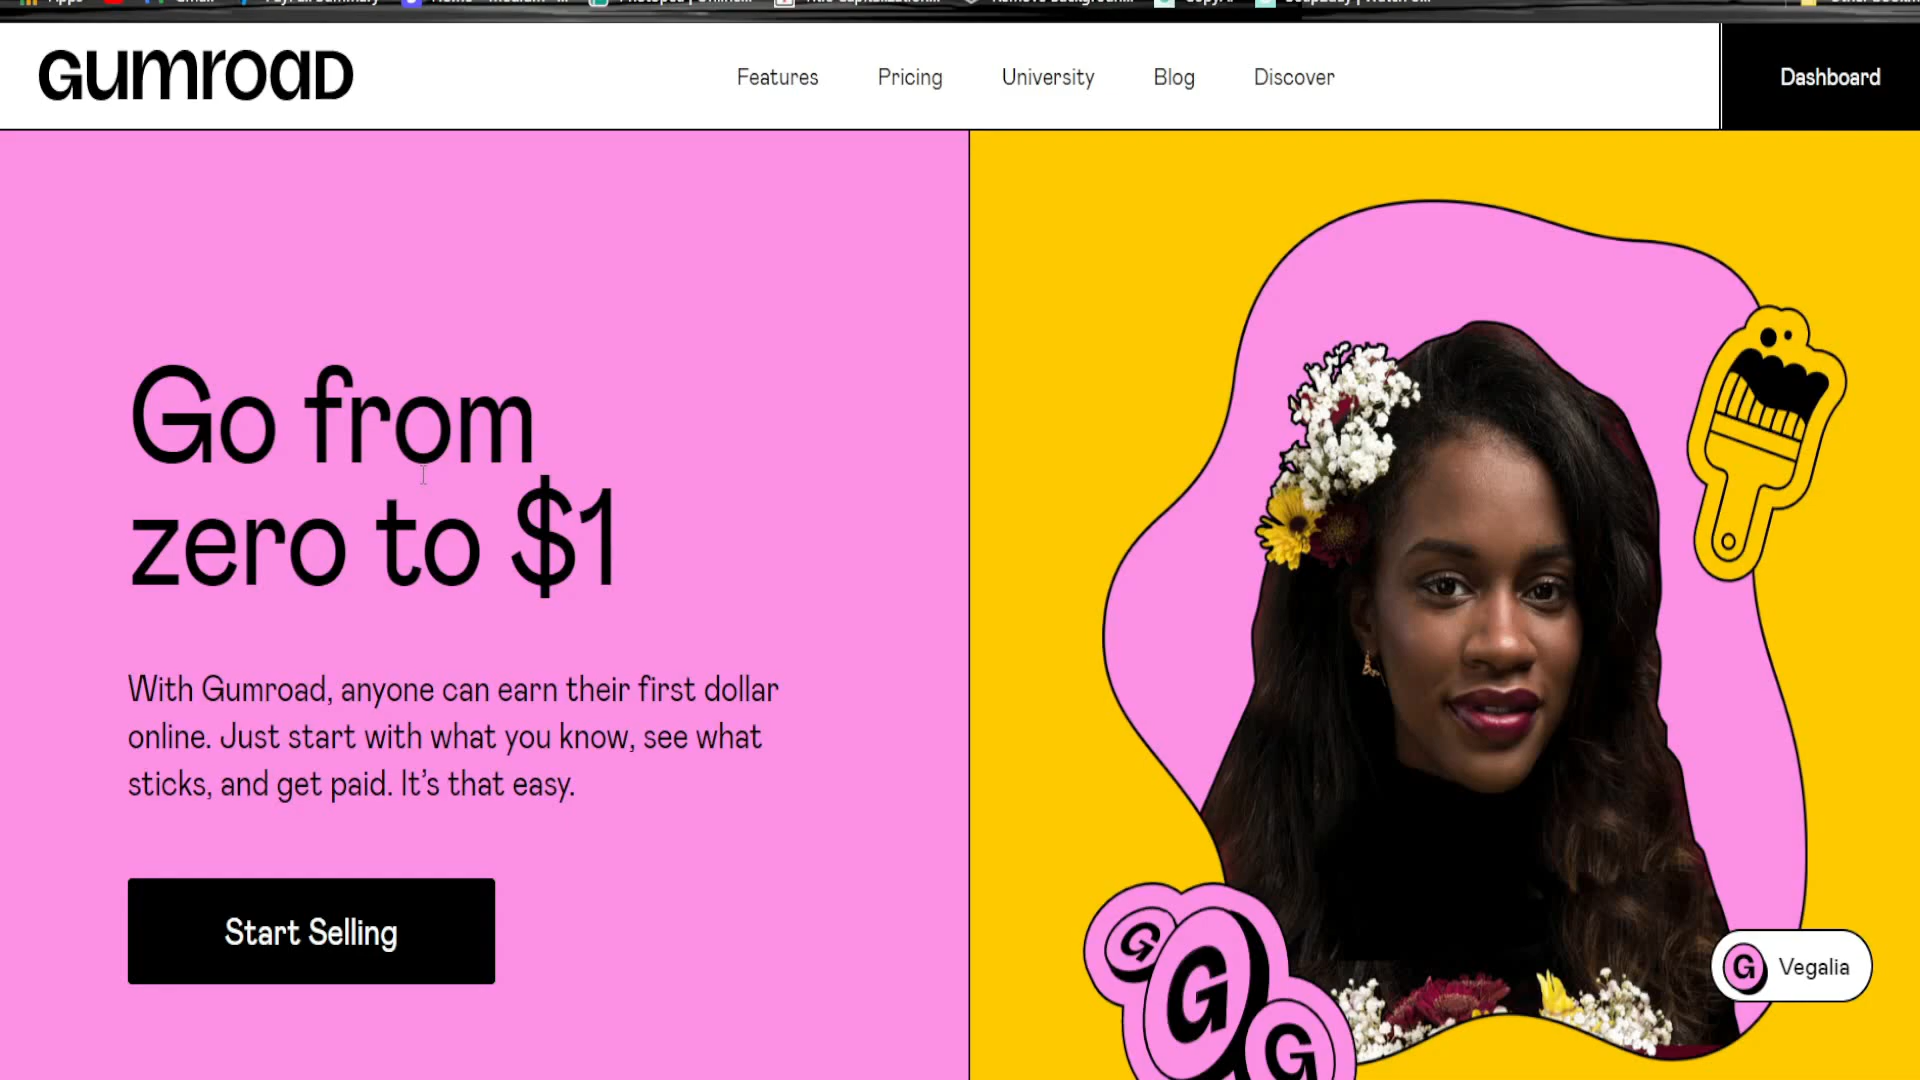 GUMROAD
Features
Pricing
University
Blog
Discover
Dashboard
Go from
zero to $1
With Gumroad, anyone can earn their first dollar
online. Just start with what you know, see what
sticks, and get paid. It’s that easy.
Start Selling
G
G
G
G Vegalia